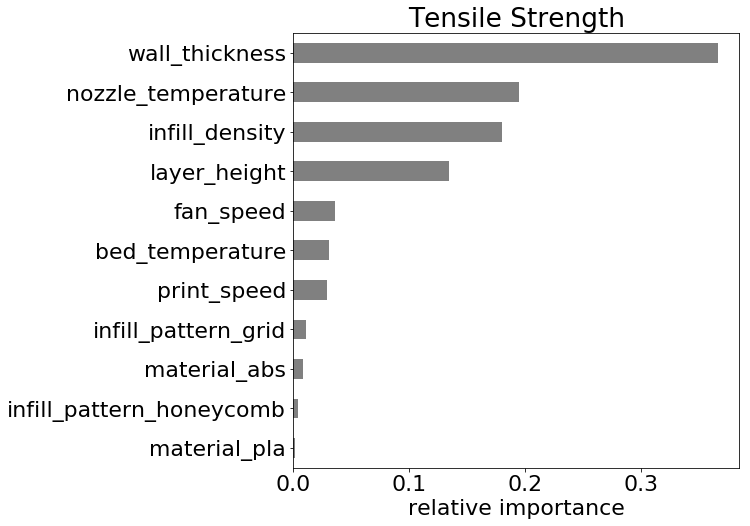 Tensile Strength
wall_thickness
nozzle_temperature
infill_density
layer_height
fan_speed
bed_temperature
print_speed
infill_pattern_grid
material_abs
infill_pattern_honeycomb
material_pla
0.0 0.1 0.2 0.3
relative importance